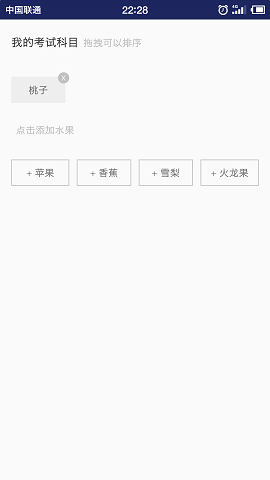 中国联通 22:28 4G
我的考试科目 拖拽可以排序
桃子 x
点击添加水果
+ 苹果 + 香蕉 + 雪梨 + 火龙果